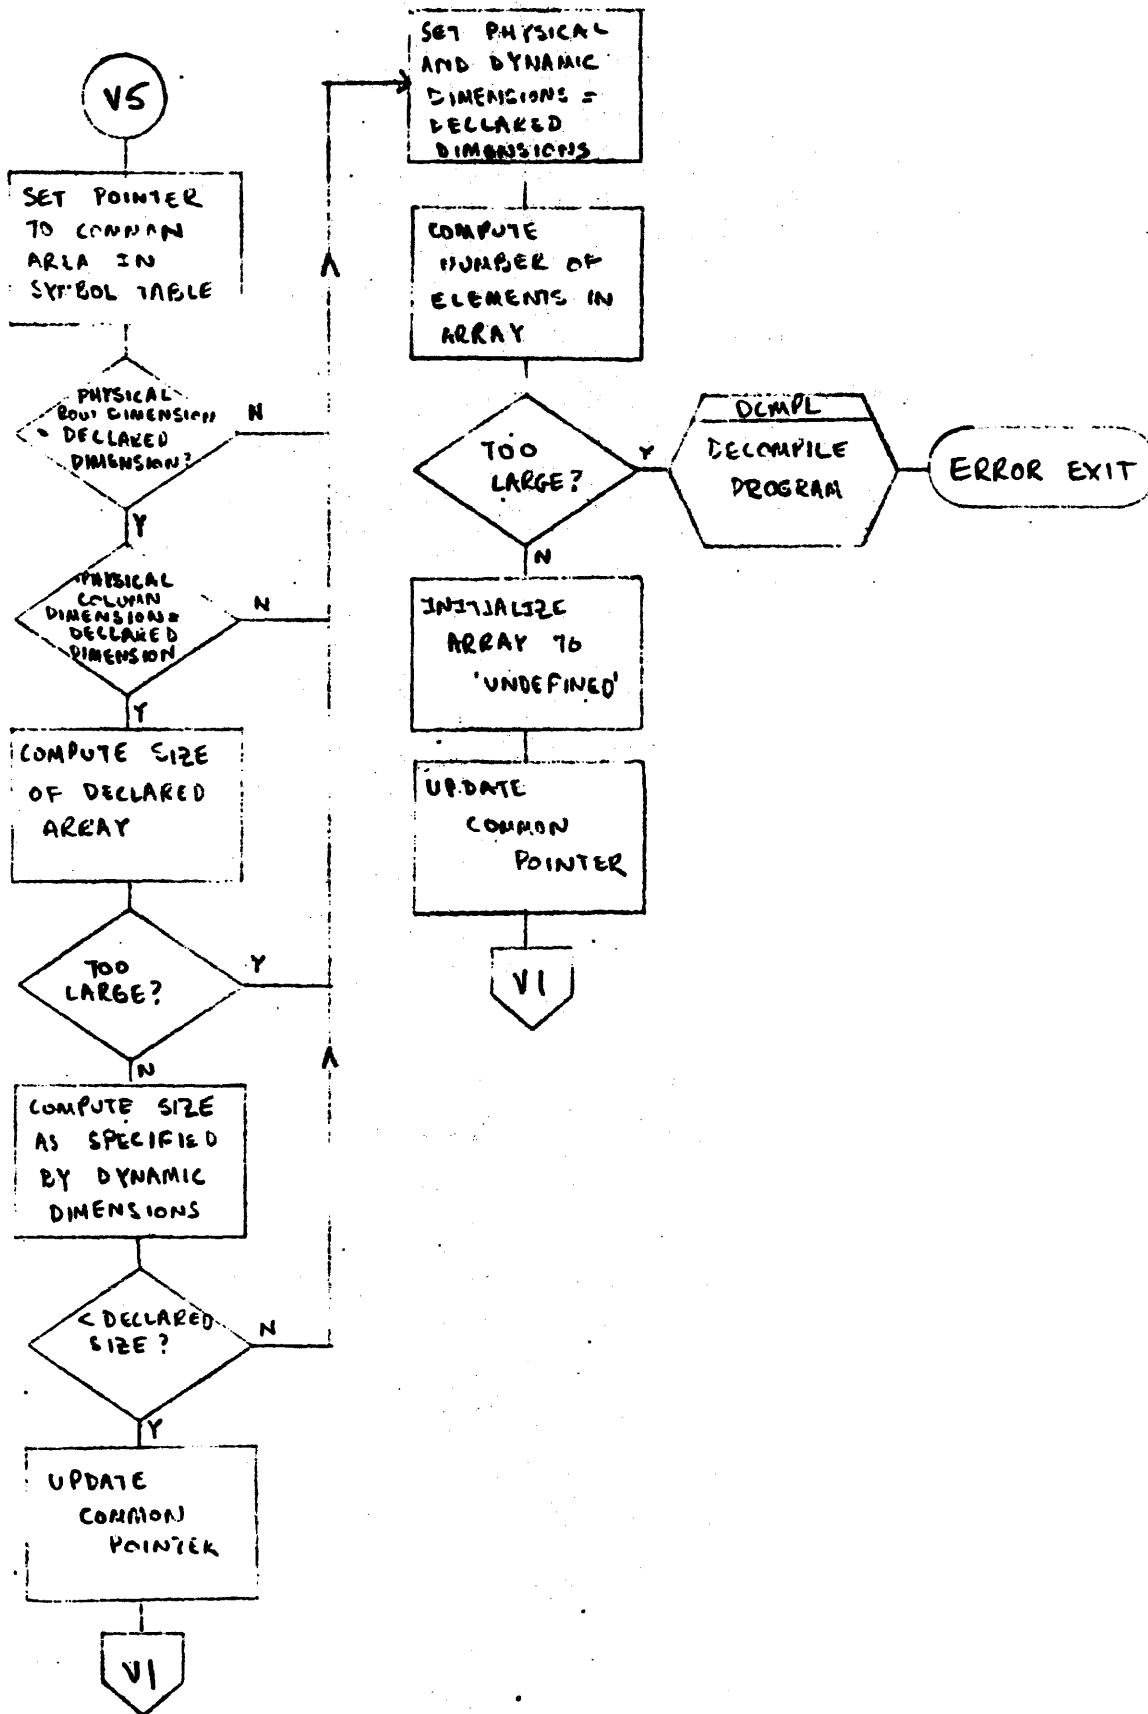 V5
SET POINTER
TO COMMON
AREA IN
SYMBOL TABLE
PHYSICAL
ROW DIMENSION
= DECLARED
DIMENSION?
N
Y
PHYSICAL
COLUMN
DIMENSION=
DECLARED
DIMENSION
N
Y
COMPUTE SIZE
OF DECLARED
ARRAY
TOO
LARGE?
Y
N
COMPUTE SIZE
AS SPECIFIED
BY DYNAMIC
DIMENSIONS
< DECLARED
SIZE?
N
Y
UPDATE
COMMON
POINTER
V1
SET PHYSICAL
AND DYNAMIC
DIMENSIONS =
DECLARED
DIMENSIONS
COMPUTE
NUMBER OF
ELEMENTS IN
ARRAY
TOO
LARGE?
Y
DCMPL
DECOMPILE
PROGRAM
ERROR EXIT
N
INITIALIZE
ARRAY TO
'UNDEFINED'
UPDATE
COMMON
POINTER
V1